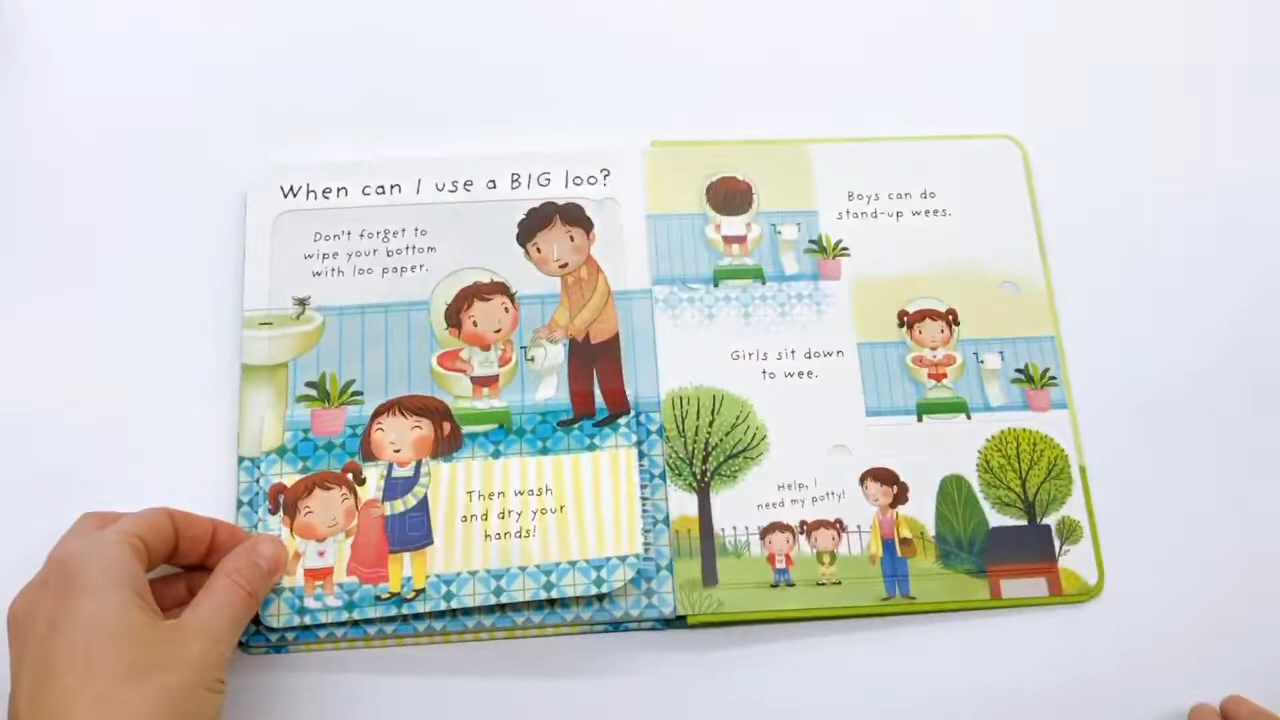 When can I use a BIG loo?
Don't forget to
wipe your bottom
with loo paper.
Then wash
and dry your
hands!
Boys can do
stand-up wees.
Girls sit down
to wee.
Help, I
need my potty!